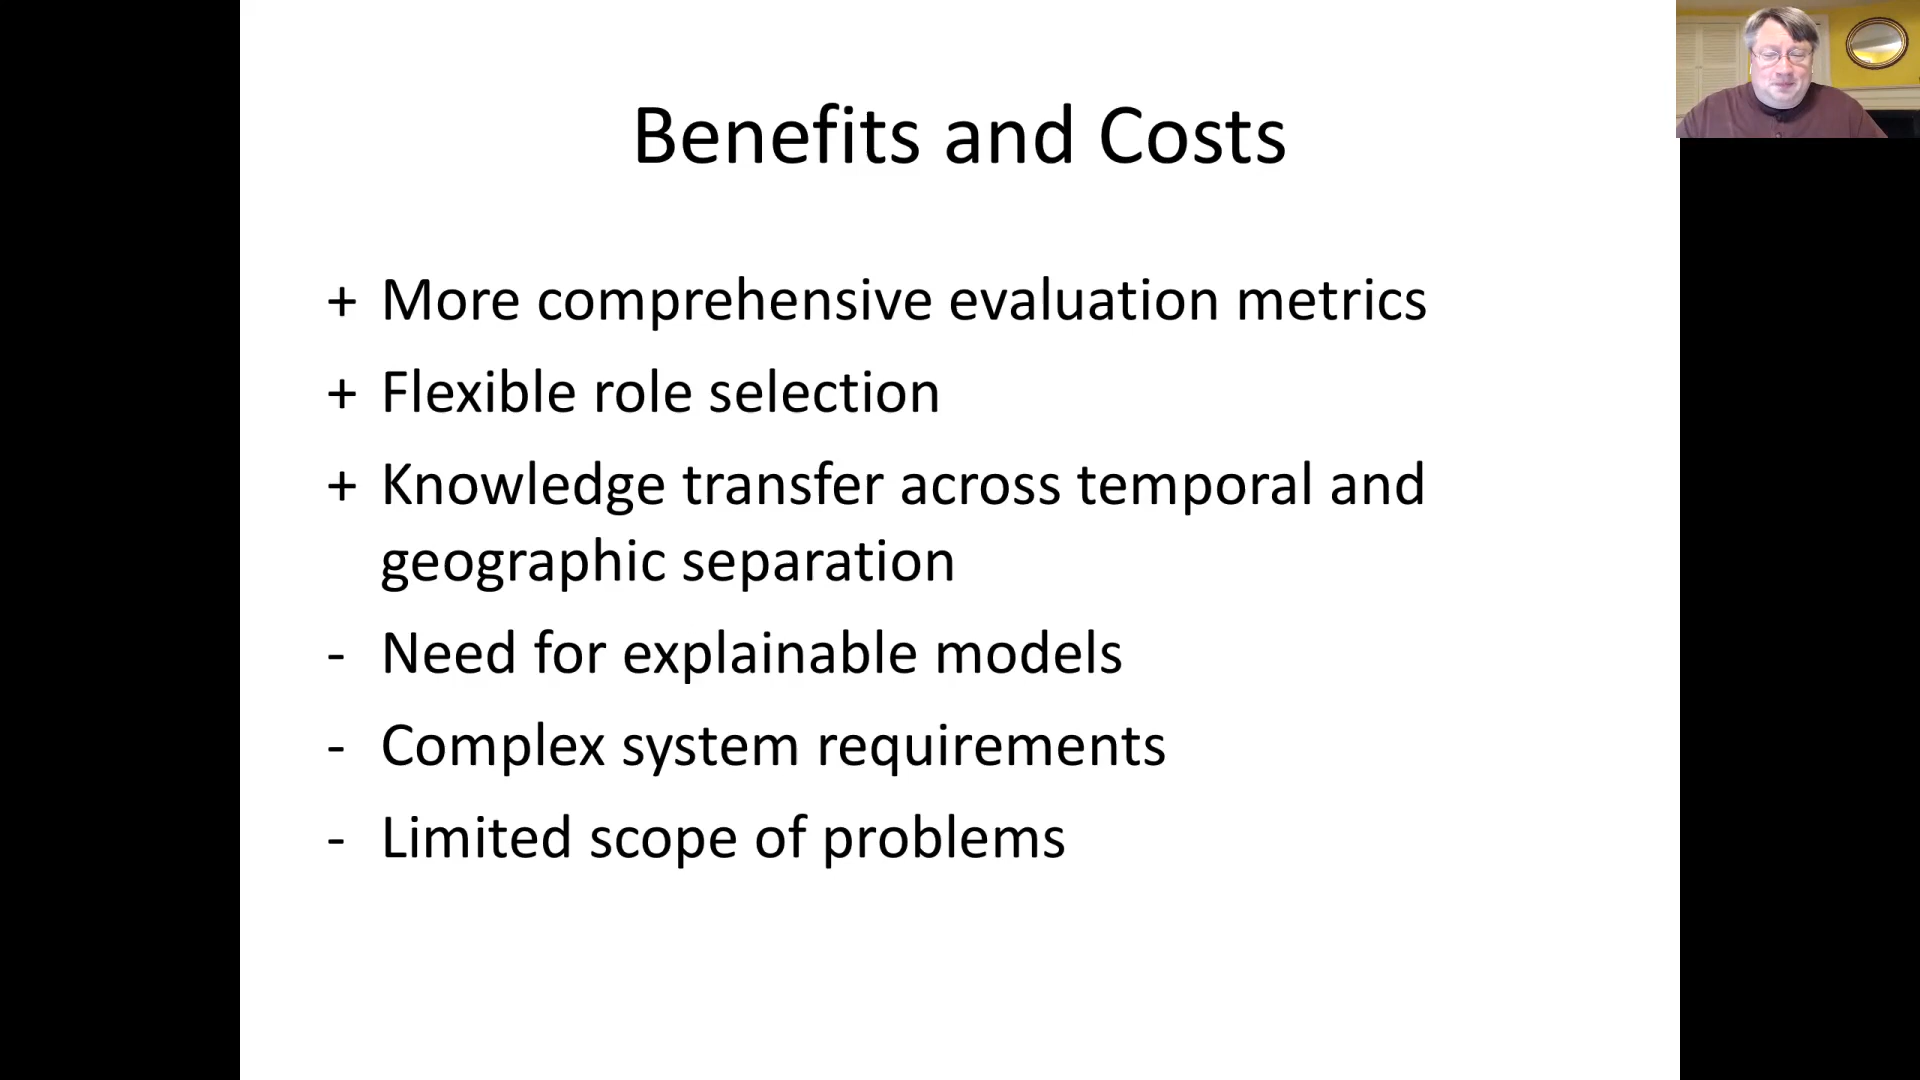 Benefits and Costs
+ More comprehensive evaluation metrics
+ Flexible role selection
+ Knowledge transfer across temporal and
geographic separation
- Need for explainable models
- Complex system requirements
- Limited scope of problems